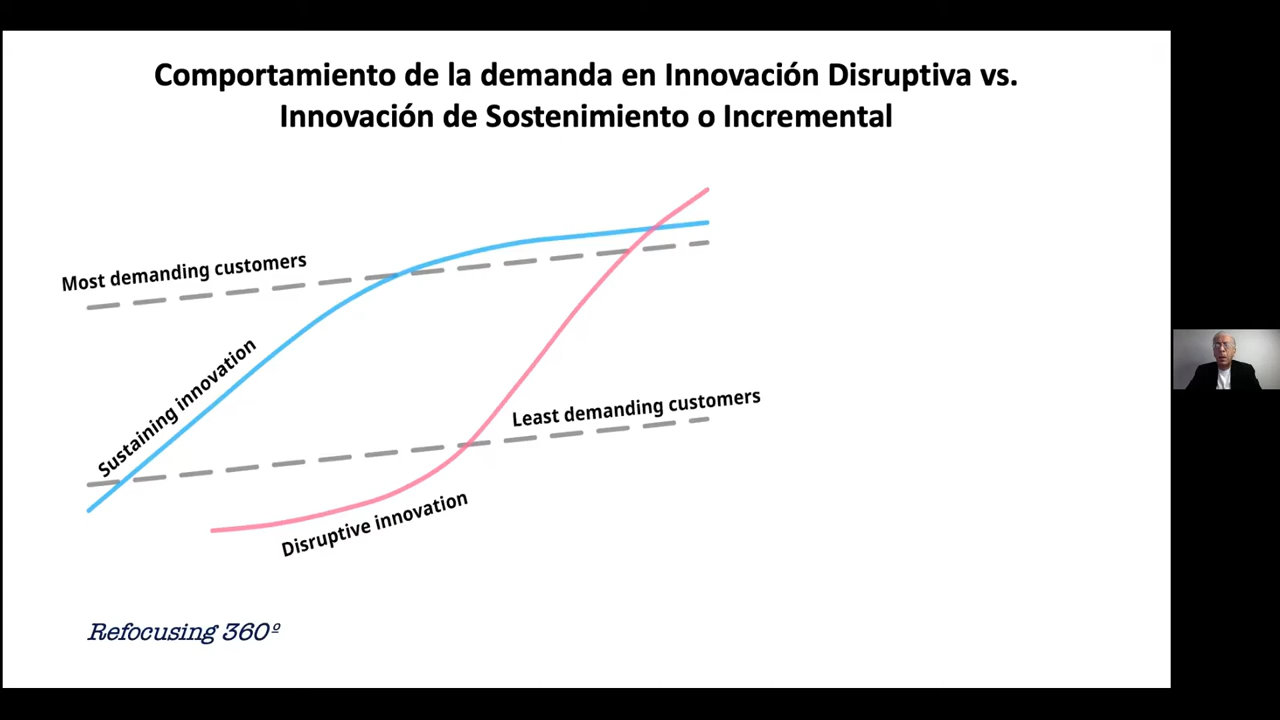 Comportamiento de la demanda en Innovación Disruptiva vs.
Innovación de Sostenimiento o Incremental
Most demanding customers
Sustaining innovation
Least demanding customers
Disruptive innovation
Refocusing 360º